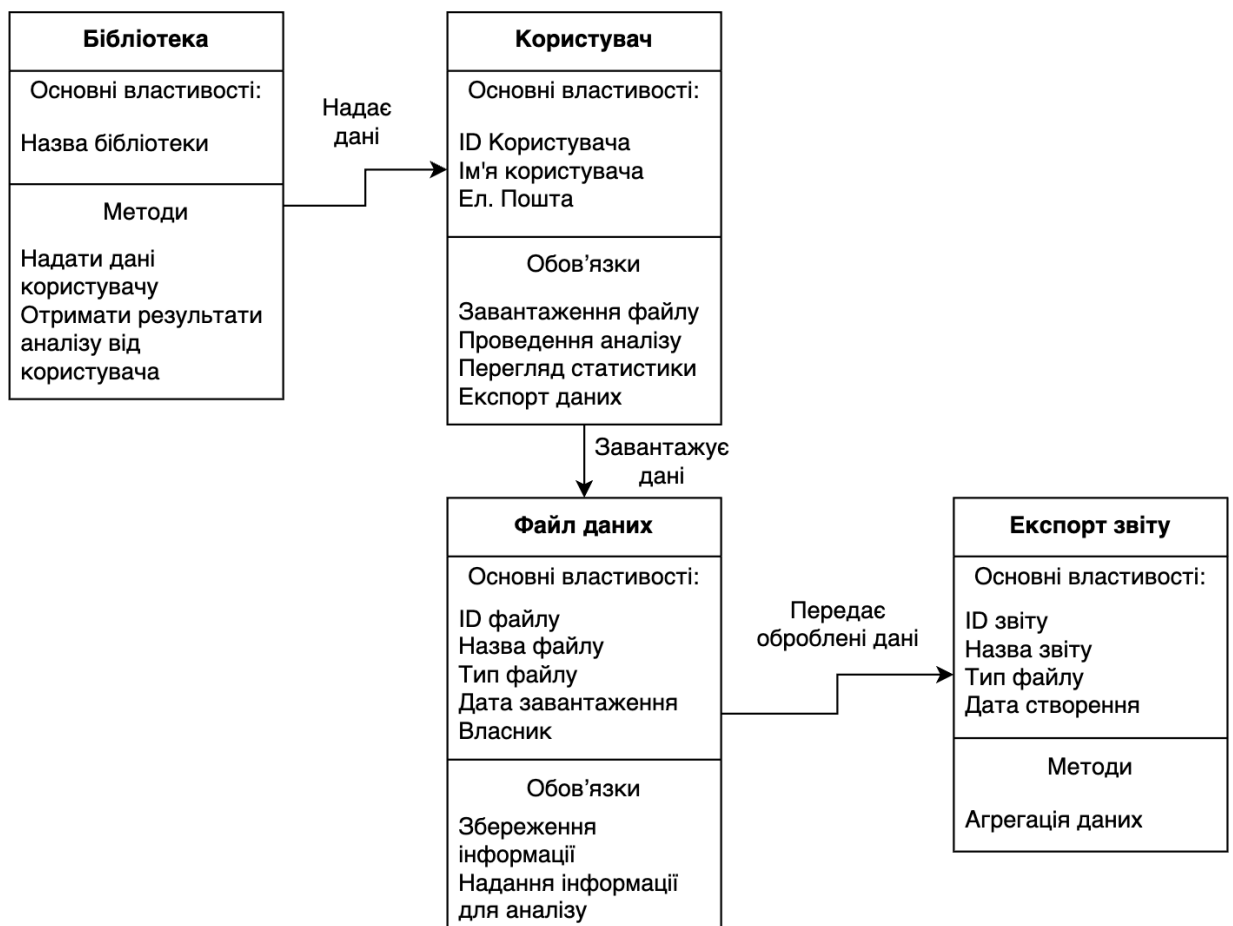 Бібліотека
Основні властивості:
Назва бібліотеки
Методи
Надати дані
користувачу
Отримати результати
аналізу від
користувача
Надає
дані
Користувач
Основні властивості:
ID Користувача
Ім'я користувача
Ел. Пошта
Обов’язки
Завантаження файлу
Проведення аналізу
Перегляд статистики
Експорт даних
Завантажує
дані
Файл даних
Основні властивості:
ID файлу
Назва файлу
Тип файлу
Дата завантаження
Власник
Обов’язки
Збереження
інформації
Надання інформації
для аналізу
Передає
оброблені дані
Експорт звіту
Основні властивості:
ID звіту
Назва звіту
Тип файлу
Дата створення
Методи
Агрегація даних